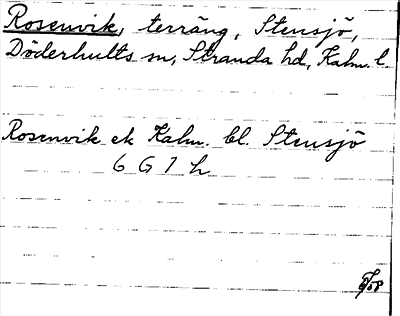 Rosenvik, terräng, Stensjö,
Döderhults sn, Stranda hd, Kalm. l.
Rosenvik ek Kalm. bl. Stensjö
6 G 7 h